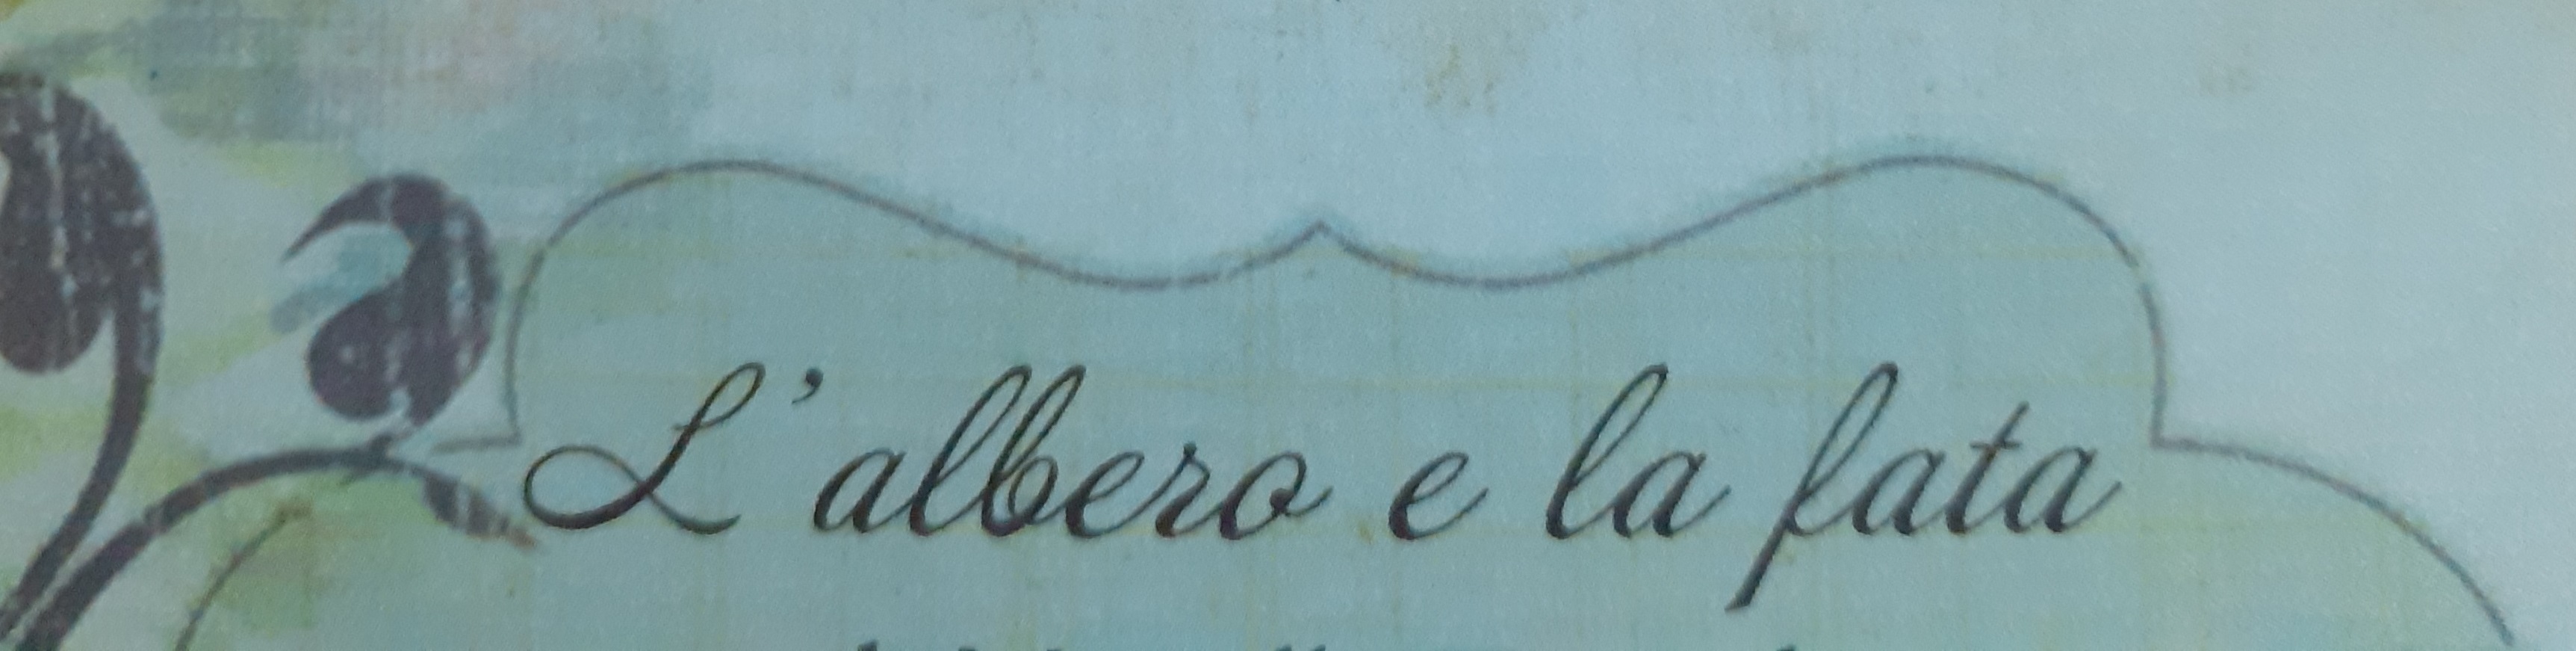 L'albero e la fata